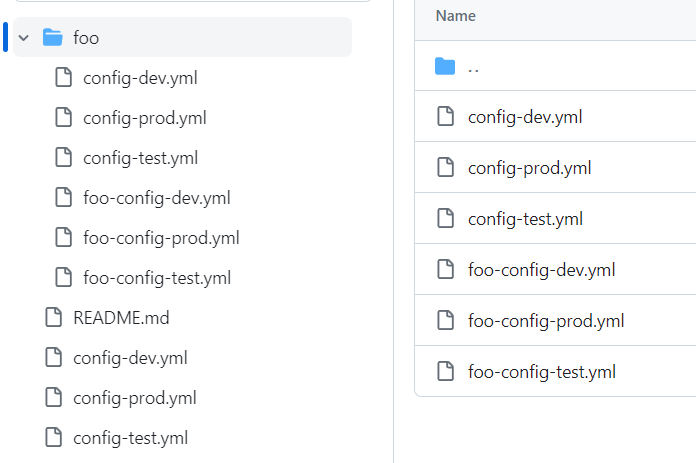 foo
config-dev.yml
config-prod.yml
config-test.yml
foo-config-dev.yml
foo-config-prod.yml
foo-config-test.yml
README.md
config-dev.yml
config-prod.yml
config-test.yml
Name
..
config-dev.yml
config-prod.yml
config-test.yml
foo-config-dev.yml
foo-config-prod.yml
foo-config-test.yml